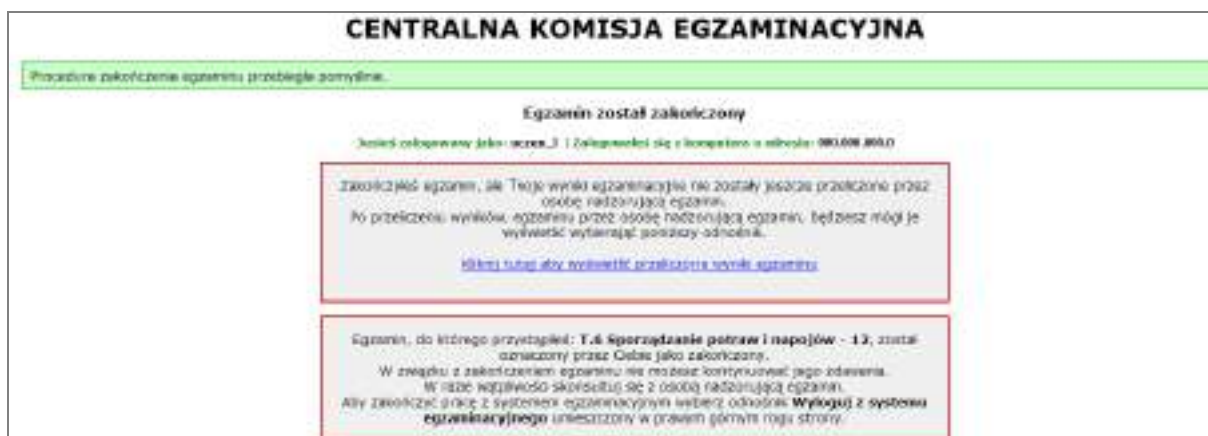 CENTRALNA KOMISJA EGZAMINACYJNA
Procedura zakończenia egzaminu przebiegła pomyślnie.
Egzamin został zakończony
Jesteś zalogowany jako: uczen_1 | Zalogowałeś się z komputera o adresie:
Zakończyłeś egzamin, ale Twoje wyniki egzaminacyjne nie zostały jeszcze przeliczone przez
osobę nadzorującą egzamin.
Po przeliczeniu wyników, egzaminu przez osobę nadzorującą egzamin, będziesz mógł je
wyświetlić wybierając poniższy odnośnik.
Kliknij tutaj aby wyświetlić przeliczone wyniki egzaminu
Egzamin, do którego przystąpiłeś: T.6 Sporządzanie potraw i napojów - 13, został
oznaczony przez Ciebie jako zakończony.
W związku z zakończeniem egzaminu nie możesz kontynuować jego zdawania.
W razie wątpliwości skonsultuj się z osobą nadzorującą egzamin.
Aby zakończyć pracę z systemem egzaminacyjnym wybierz odnośnik Wyloguj z systemu
egzaminacyjnego umieszczony w prawym górnym rogu strony.